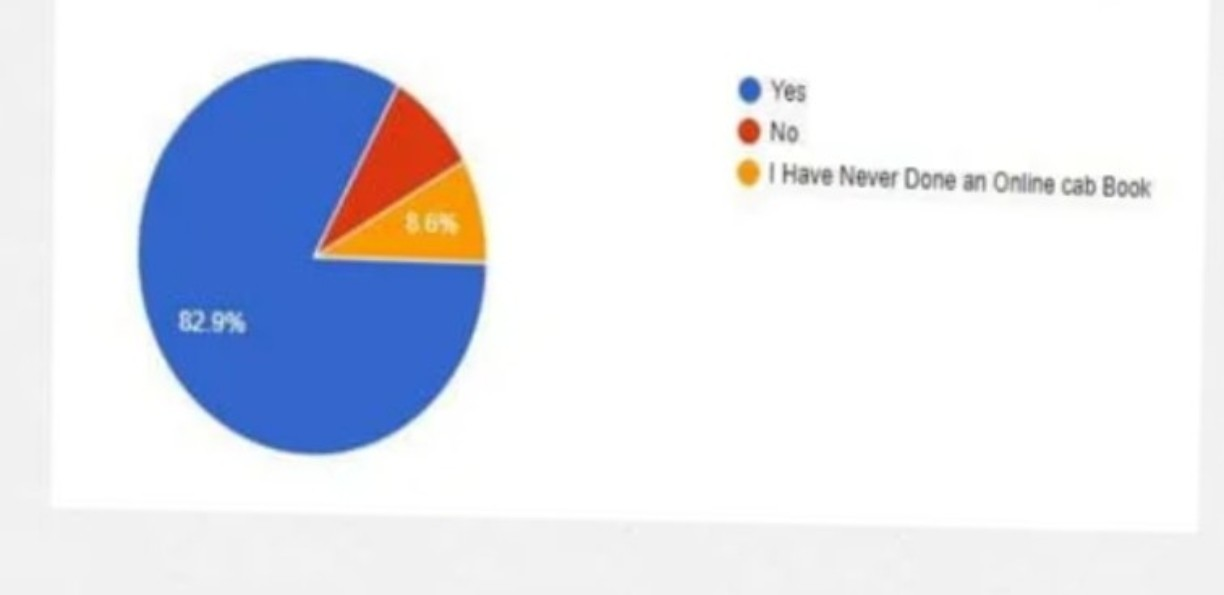 Yes
No
I Have Never Done an Online cab Book
8.6%
82.9%